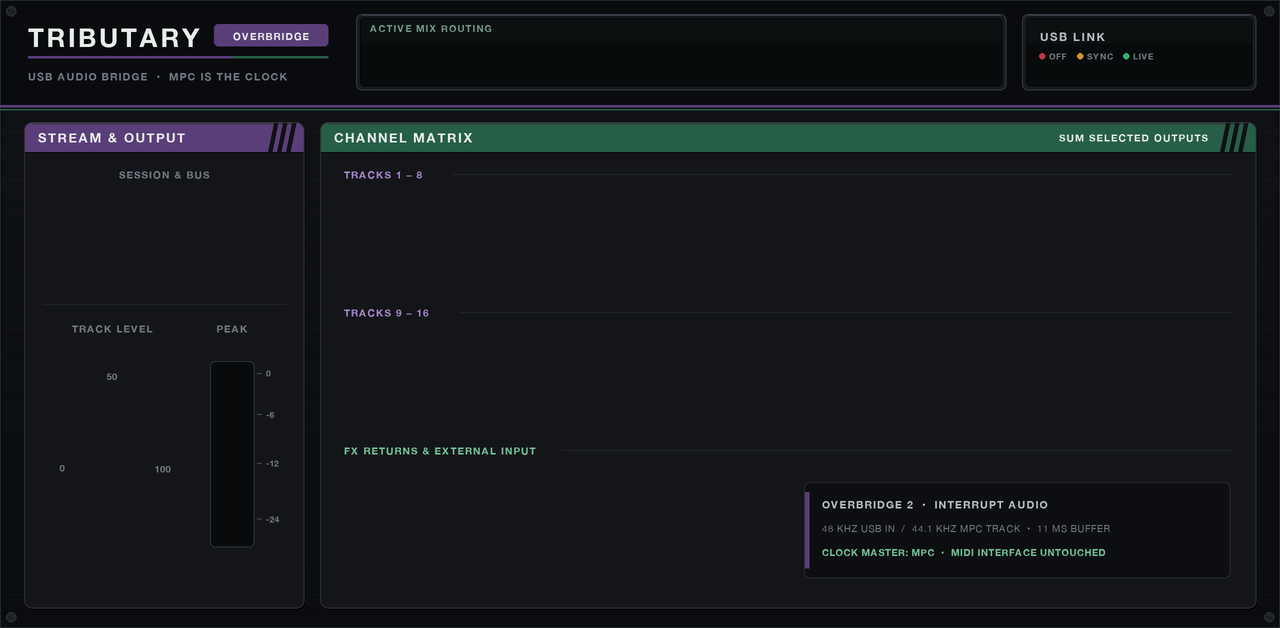 TRIBUTARY
OVERBRIDGE
USB AUDIO BRIDGE · MPC IS THE CLOCK
ACTIVE MIX ROUTING
USB LINK
OFF SYNC LIVE
STREAM & OUTPUT
SESSION & BUS
TRACK LEVEL
PEAK
50
0
100
0
-6
-12
-24
CHANNEL MATRIX
SUM SELECTED OUTPUTS
TRACKS 1 – 8
TRACKS 9 – 16
FX RETURNS & EXTERNAL INPUT
OVERBRIDGE 2 · INTERRUPT AUDIO
48 KHZ USB IN / 44.1 KHZ MPC TRACK · 11 MS BUFFER
CLOCK MASTER: MPC · MIDI INTERFACE UNTOUCHED